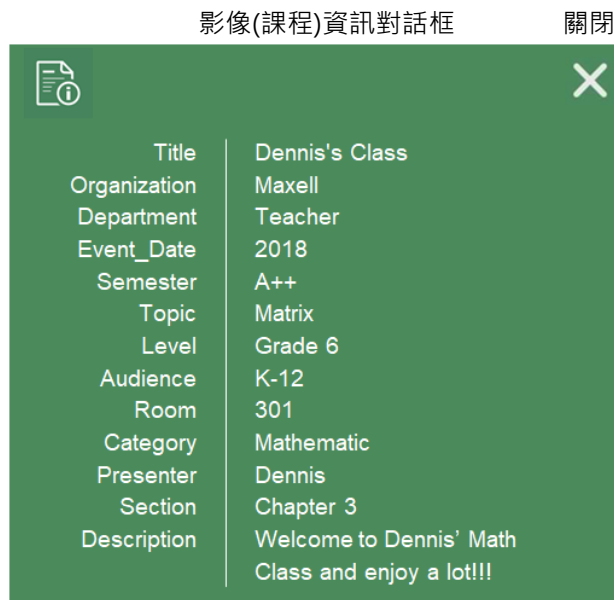 影像(課程)資訊對話框 關閉
Title Dennis's Class
Organization Maxell
Department Teacher
Event_Date 2018
Semester A++
Topic Matrix
Level Grade 6
Audience K-12
Room 301
Category Mathematic
Presenter Dennis
Section Chapter 3
Description Welcome to Dennis’ Math
Class and enjoy a lot!!!